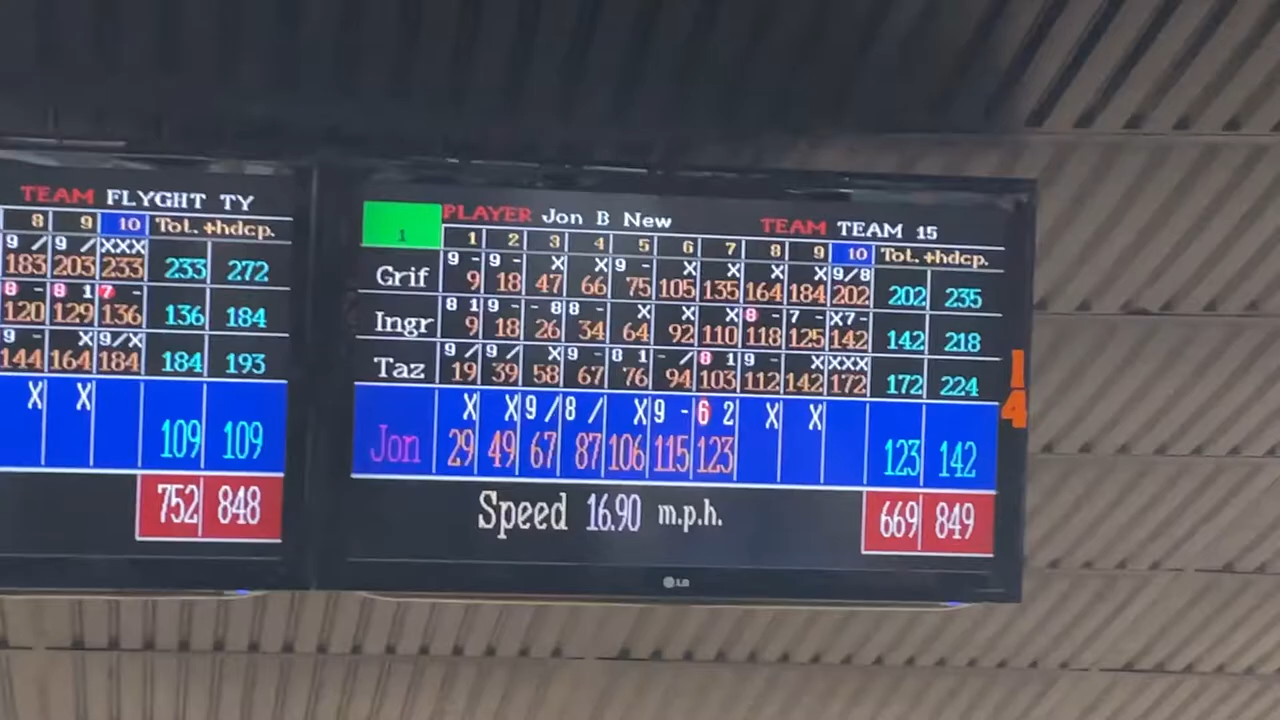 TEAM FLYGHT TY
8 9 10 Tot. +hdcp.
9 / 9 / XXX
183 203 233 233 272
8 - 8 1 7 -
120 129 136 136 184
9 - X 9/X
144 164 184 184 193
X X
109 109
752 848
1 PLAYER Jon B New TEAM TEAM 15
1 2 3 4 5 6 7 8 9 10 Tot. +hdcp.
9 - 9 - X X 9 - X X X X 9/8
Grif 9 18 47 66 75 105 135 164 184 202 202 235
8 1 9 - - 8 8 - X X X 8 - 7 - X7-
Ingr 9 18 26 34 64 92 110 118 125 142 142 218
9 / 9 / X 9 - 8 1 - / 8 1 9 - X XXX
Taz 19 39 58 67 76 94 103 112 142 172 172 224
X X 9 / 8 / X 9 - 6 2 X X
Jon 29 49 67 87 106 115 123 123 142
Speed 16.90 m.p.h. 669 849
LG
14